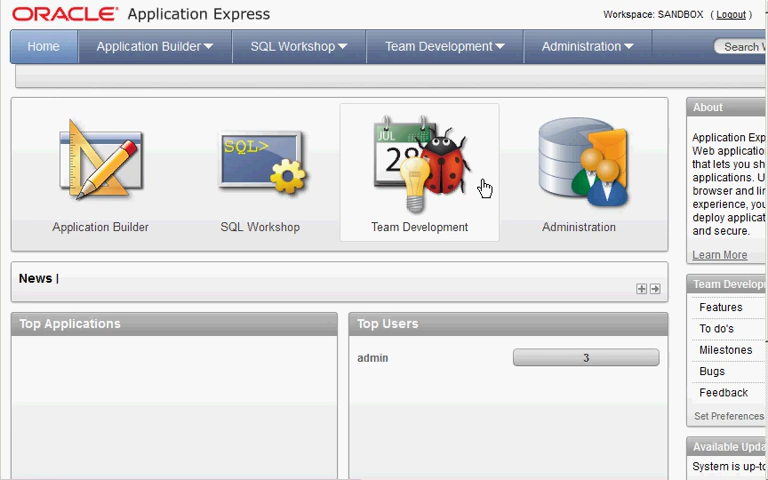 ORACLE Application Express
Workspace: SANDBOX ( Logout )
Home Application Builder SQL Workshop Team Development Administration Search
JUL
28
SQL>
Application Builder
SQL Workshop
Team Development
Administration
News |
Top Applications
Top Users
admin 3
About
Application Exp
Web applicatio
that lets you sh
applications. U
browser and lin
experience, you
deploy applicat
and secure.
Learn More
Team Develop
Features
To do's
Milestones
Bugs
Feedback
Set Preferences
Available Upda
System is up-to